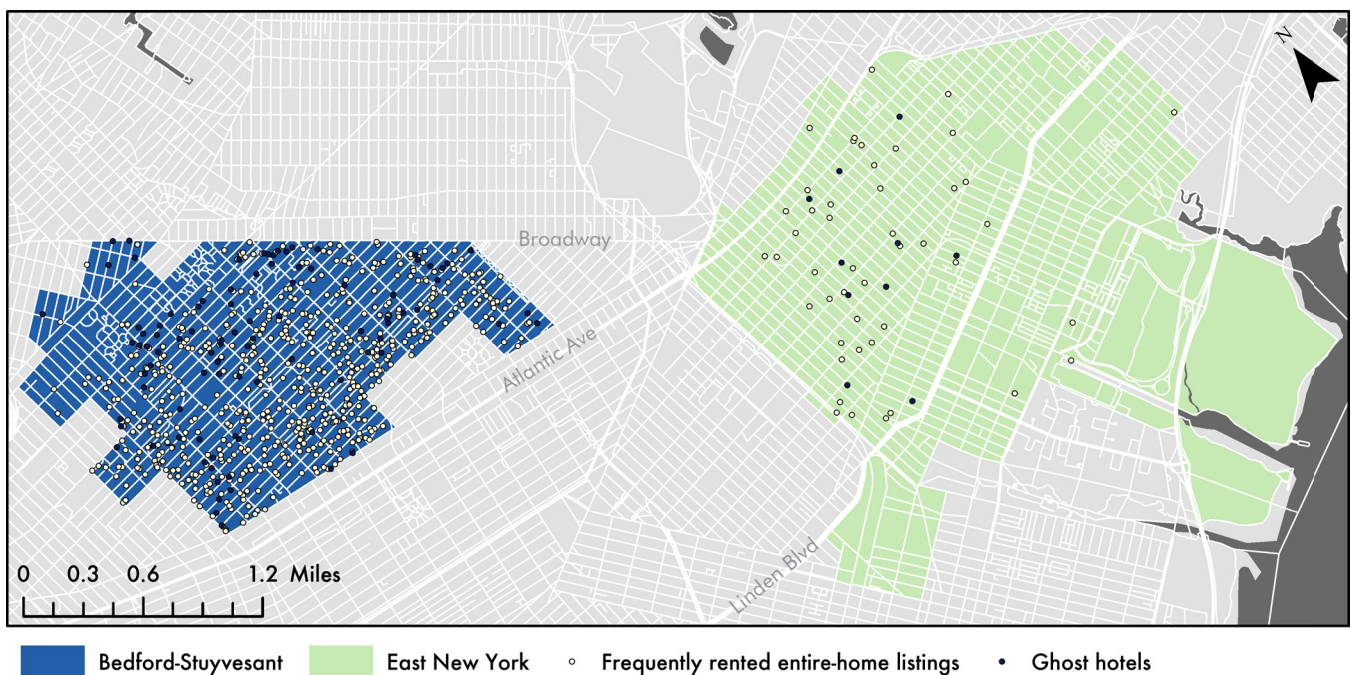 N
Broadway
Atlantic Ave
Linden Blvd
0 0.3 0.6 1.2 Miles
Bedford-Stuyvesant East New York Frequently rented entire-home listings Ghost hotels